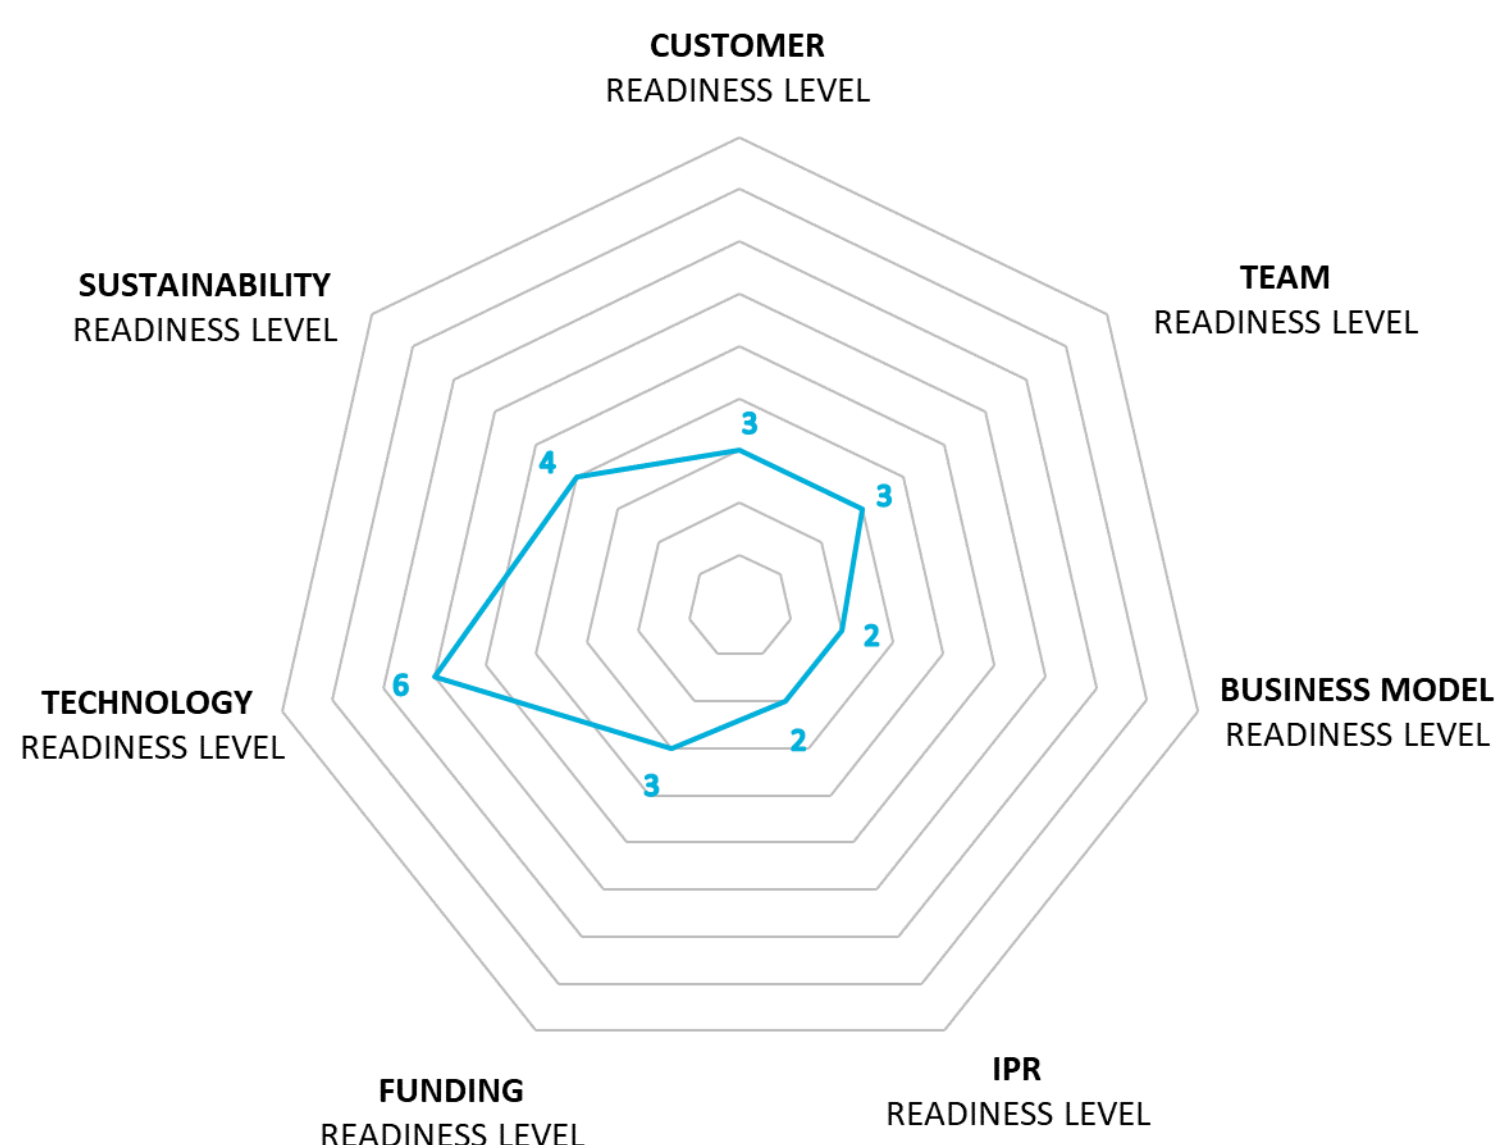 CUSTOMER
READINESS LEVEL
TEAM
READINESS LEVEL
SUSTAINABILITY
READINESS LEVEL
3
4
3
2
6
TECHNOLOGY
READINESS LEVEL
BUSINESS MODEL
READINESS LEVEL
2
3
IPR
READINESS LEVEL
FUNDING
READINESS LEVEL